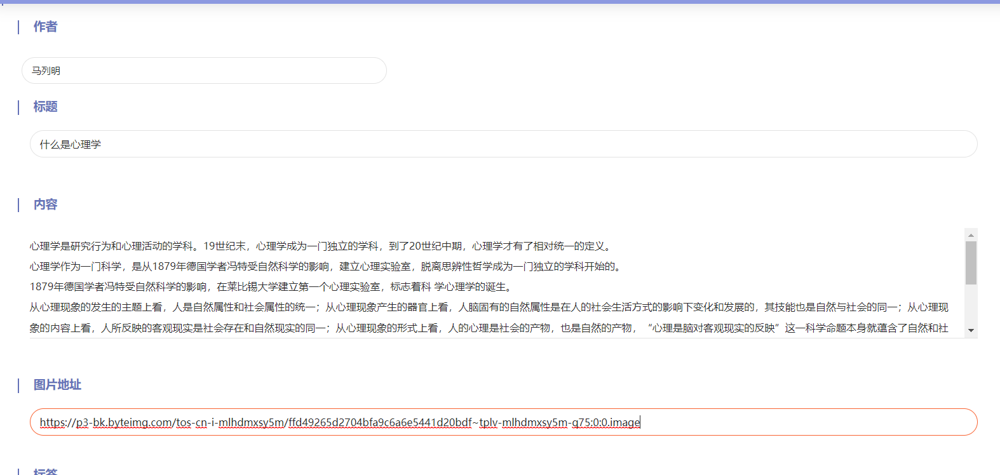 作者
马列明
标题
什么是心理学
内容
心理学是研究行为和心理活动的学科。19世纪末，心理学成为一门独立的学科，到了20世纪中期，心理学才有了相对统一的定义。
心理学作为一门科学，是从1879年德国学者冯特受自然科学的影响，建立心理实验室，脱离思辨性哲学成为一门独立的学科开始的。
1879年德国学者冯特受自然科学的影响，在莱比锡大学建立第一个心理实验室，标志着科 学心理学的诞生。
从心理现象的发生的主题上看，人是自然属性和社会属性的统一；从心理现象产生的器官上看，人脑固有的自然属性是在人的社会生活方式的影响下变化和发展的，其技能也是自然与社会的同一；从心理现
象的内容上看，人所反映的客观现实是社会存在和自然现实的同一；从心理现象的形式上看，人的心理是社会的产物，也是自然的产物，“心理是脑对客观现实的反映”这一科学命题本身就蕴含了自然和社
图片地址
https://p3-bk.byteimg.com/tos-cn-i-mlhdmxsy5m/ffd49265d2704bfa9c6a6e5441d20bdf~tplv-mlhdmxsy5m-q75:0:0.image
标签